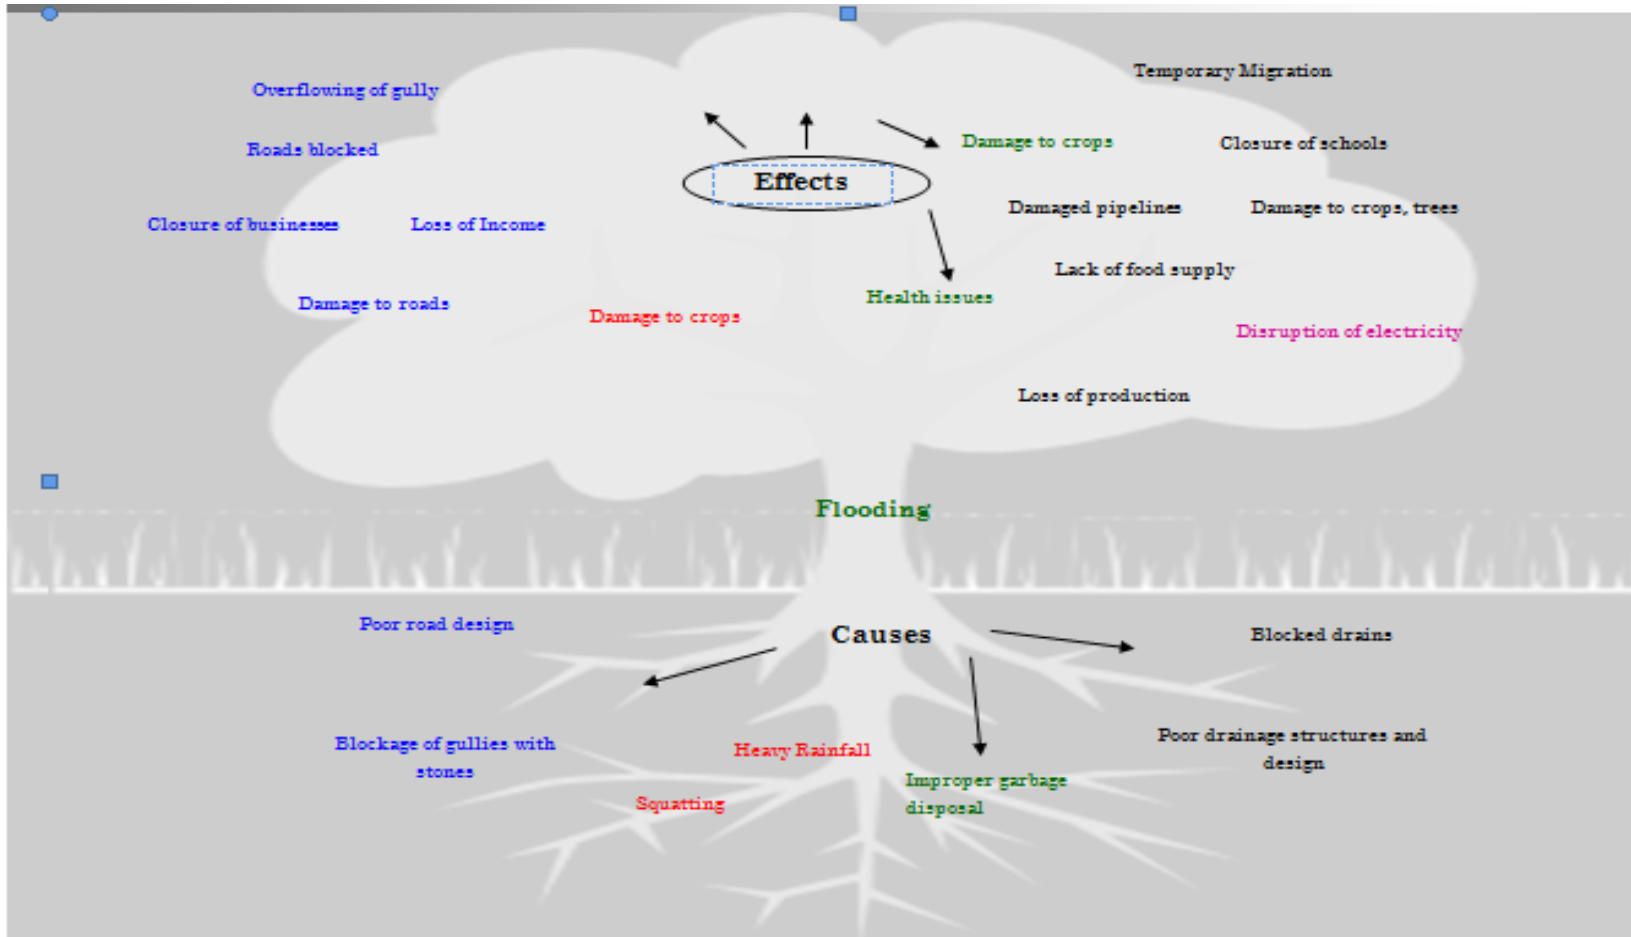 Temporary Migration
Overflowing of gully
Damage to crops
Closure of schools
Roads blocked
Effects
Damaged pipelines
Damage to crops, trees
Closure of businesses
Loss of Income
Lack of food supply
Health issues
Damage to roads
Damage to crops
Disruption of electricity
Loss of production
Flooding
Poor road design
Causes
Blocked drains
Blockage of gullies with
stones
Heavy Rainfall
Poor drainage structures and
design
Improper garbage
disposal
Squatting